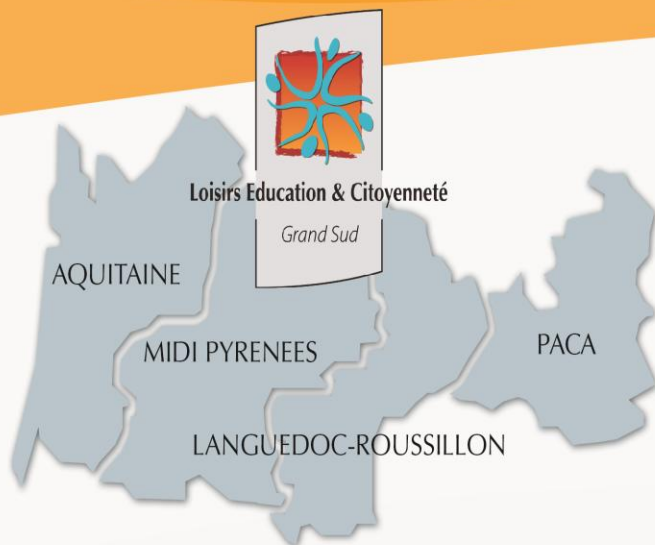 Loisirs Education & Citoyenneté
Grand Sud
AQUITAINE
MIDI PYRENEES
PACA
LANGUEDOC-ROUSSILLON